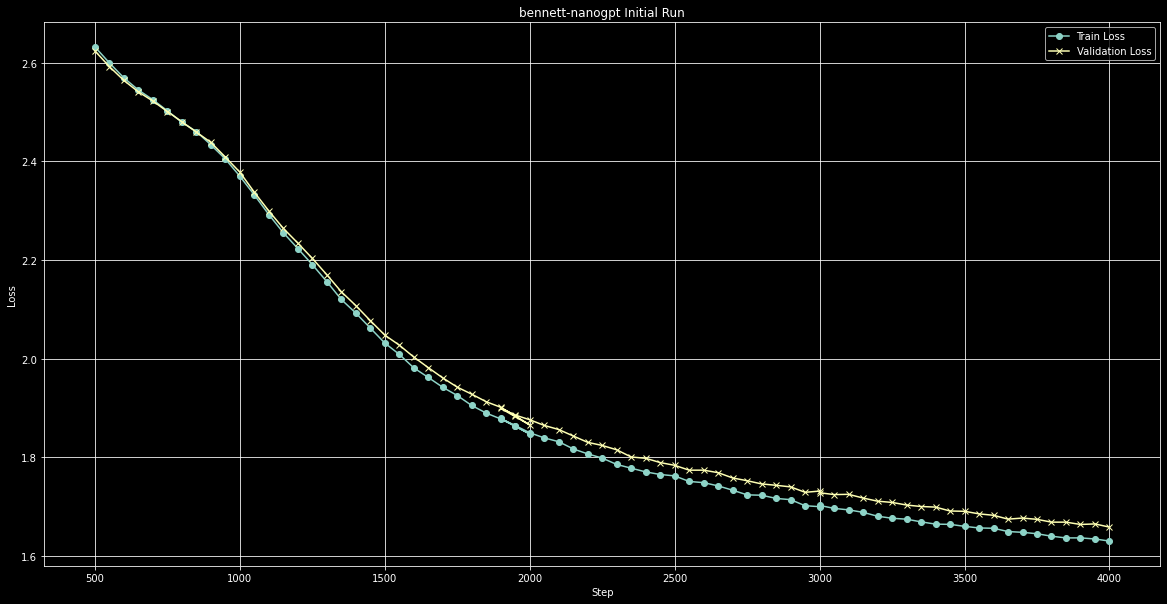 bennett-nanogpt Initial Run
Train Loss
Validation Loss
2.6
2.4
2.2
2.0
1.8
1.6
Loss
500
1000
1500
2000
2500
3000
3500
4000
Step